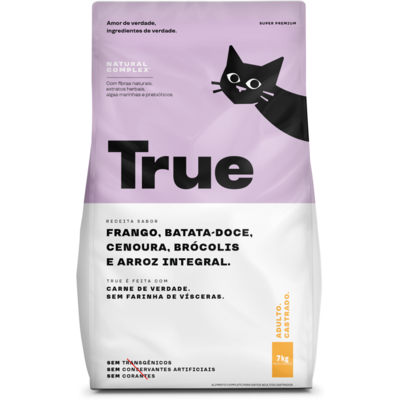 Amor de verdade,
ingredientes de verdade.
SUPER PREMIUM
NATURAL
COMPLEX
Com fibras naturais,
extratos herbais,
algas marinhas e prebióticos.
True
RECEITA SABOR
FRANGO, BATATA-DOCE,
CENOURA, BRÓCOLIS
E ARROZ INTEGRAL.
TRUE É FEITA COM
CARNE DE VERDADE.
SEM FARINHA DE VÍSCERAS.
ADULTO.
CASTRADO.
7kg
SEM TRANSGÊNICOS
SEM CONSERVANTES ARTIFICIAIS
SEM CORANTES